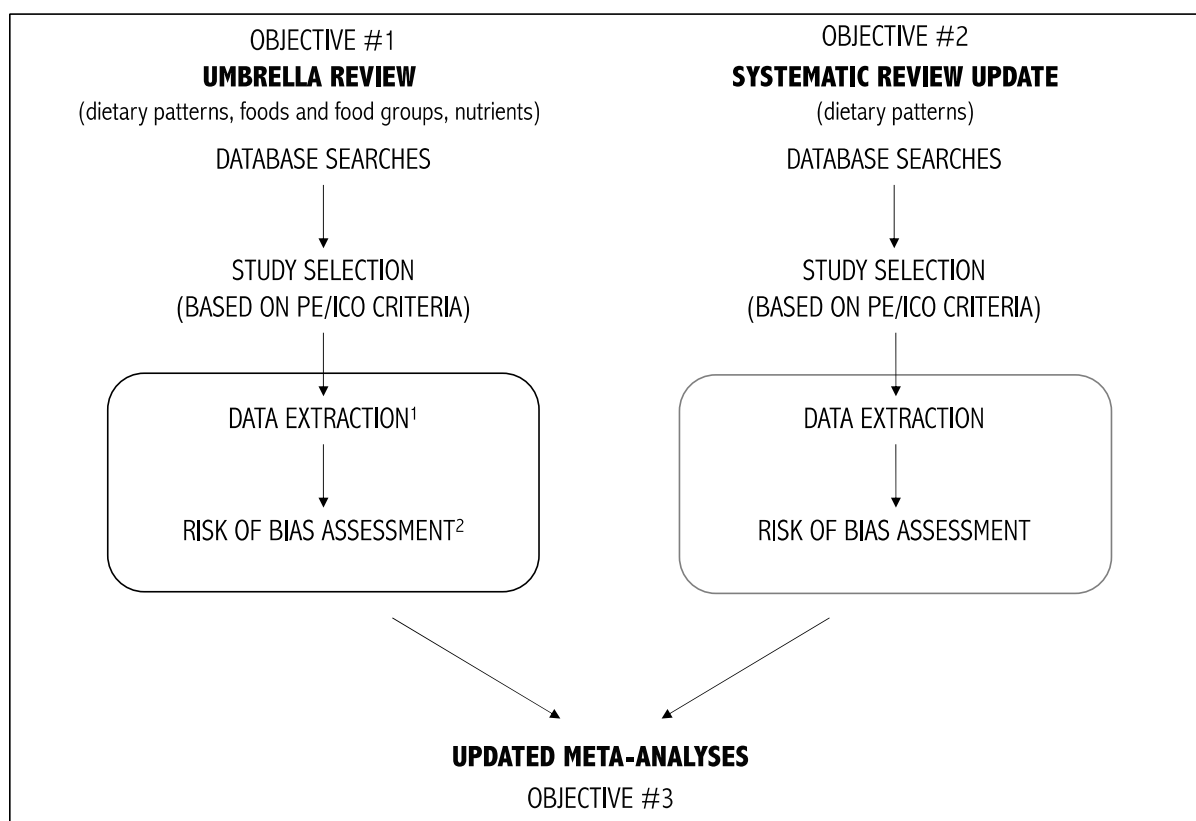 OBJECTIVE #1
UMBRELLA REVIEW
(dietary patterns, foods and food groups, nutrients)
DATABASE SEARCHES
STUDY SELECTION
(BASED ON PE/ICO CRITERIA)
DATA EXTRACTION¹
RISK OF BIAS ASSESSMENT²
OBJECTIVE #2
SYSTEMATIC REVIEW UPDATE
(dietary patterns)
DATABASE SEARCHES
STUDY SELECTION
(BASED ON PE/ICO CRITERIA)
DATA EXTRACTION
RISK OF BIAS ASSESSMENT
UPDATED META-ANALYSES
OBJECTIVE #3